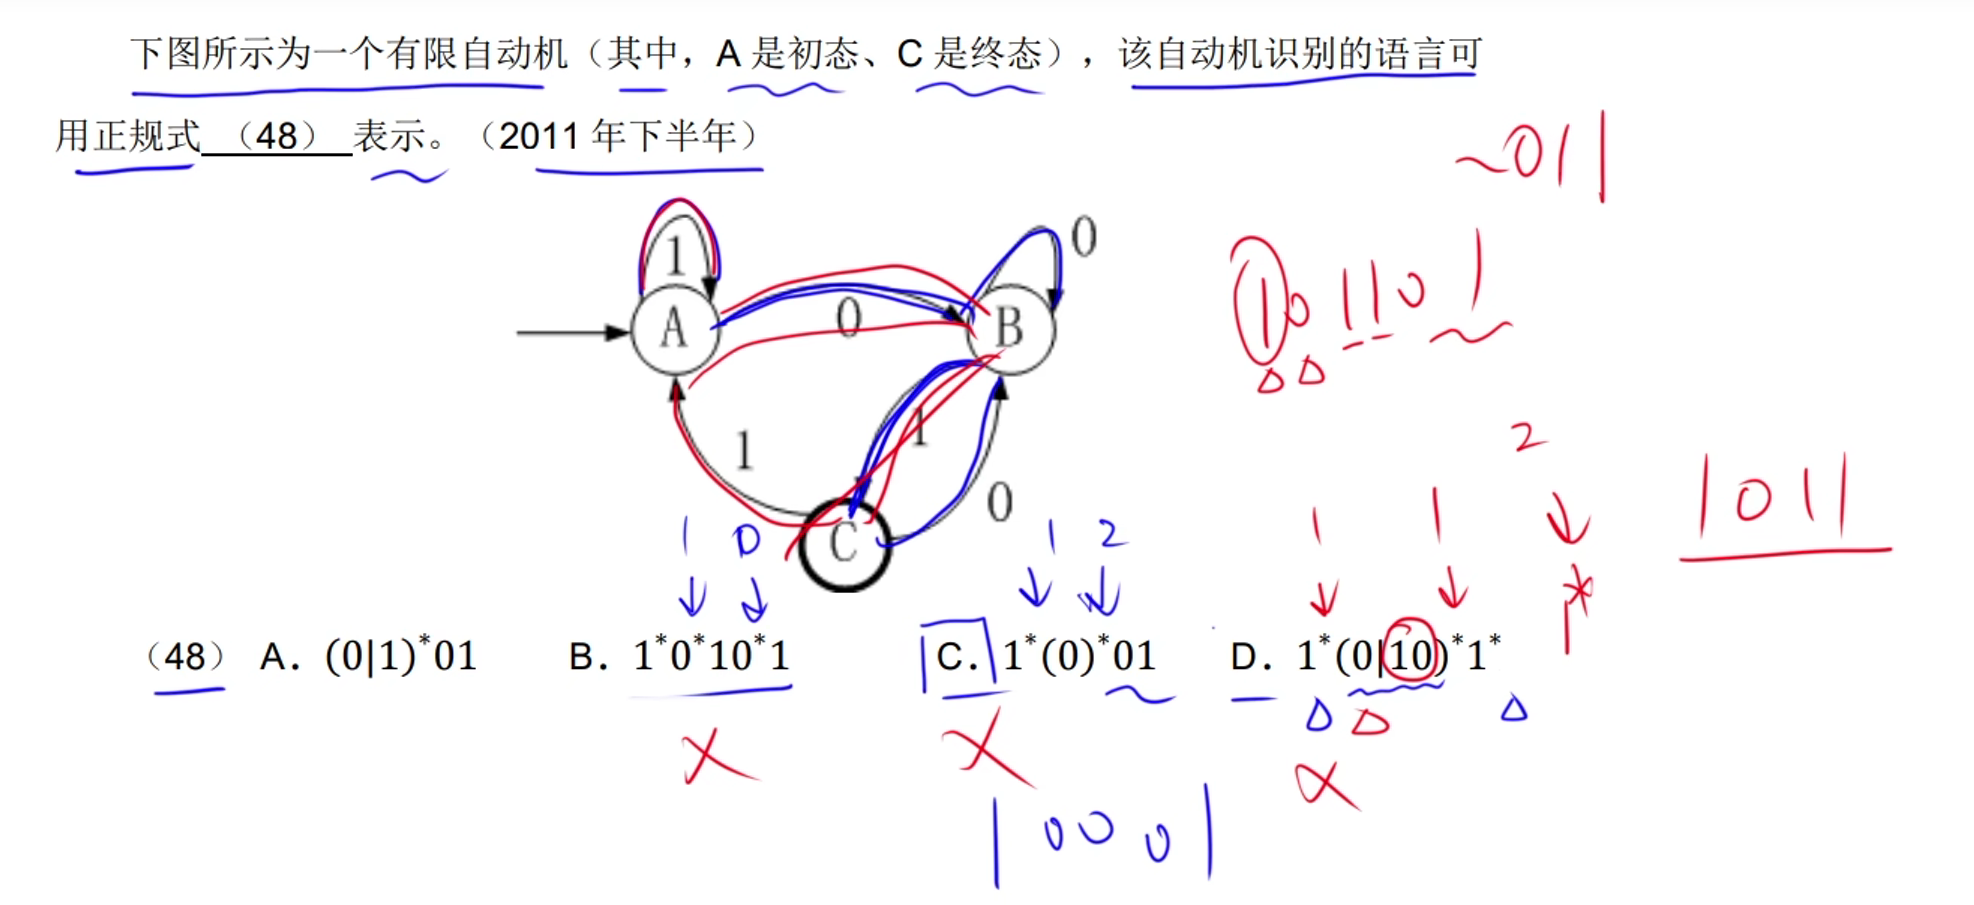 下图所示为一个有限自动机（其中，A 是初态、C 是终态），该自动机识别的语言可
用正规式 （48） 表示。（2011 年下半年）
~011
1
0
A
0
B
101101
1
1
2
1011
C
0
1 0
1 2
1 1
1*
（48） A. (0|1)*01 B. 1*0*10*1 C. 1*(0)*01 D. 1*(0|10)*1*
10001